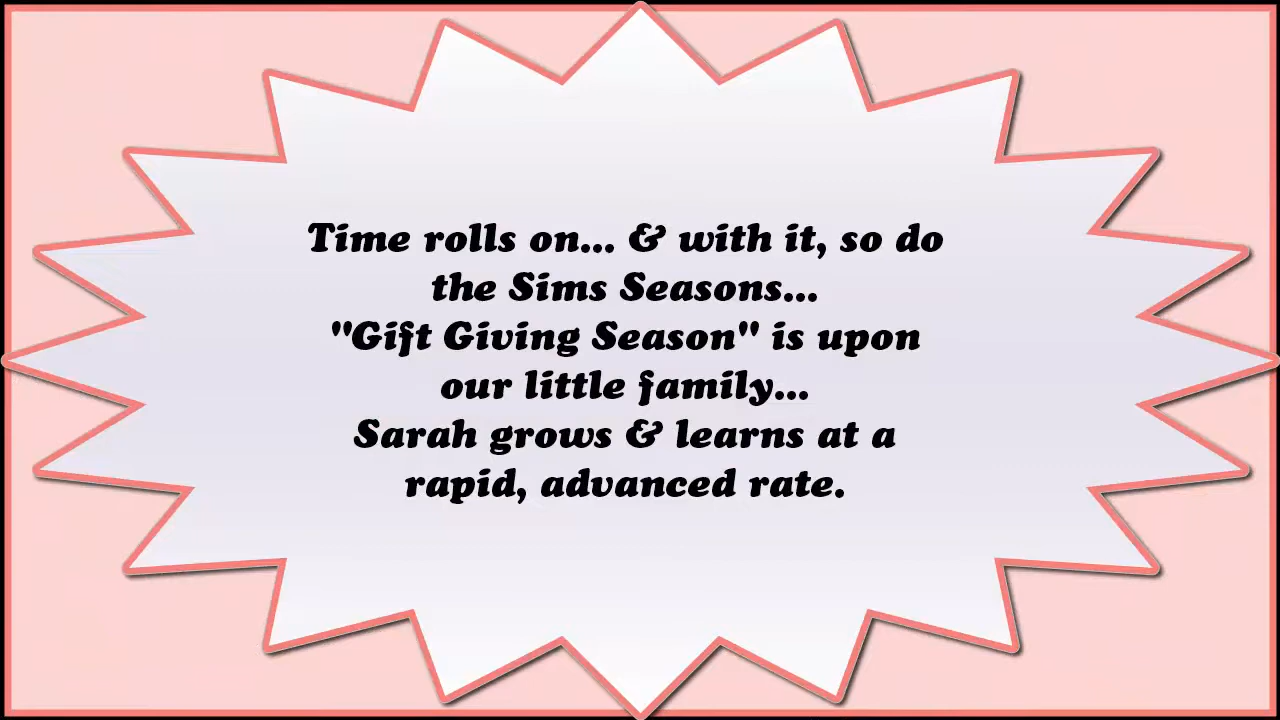 Time rolls on... & with it, so do
the Sims Seasons...
"Gift Giving Season" is upon
our little family...
Sarah grows & learns at a
rapid, advanced rate.